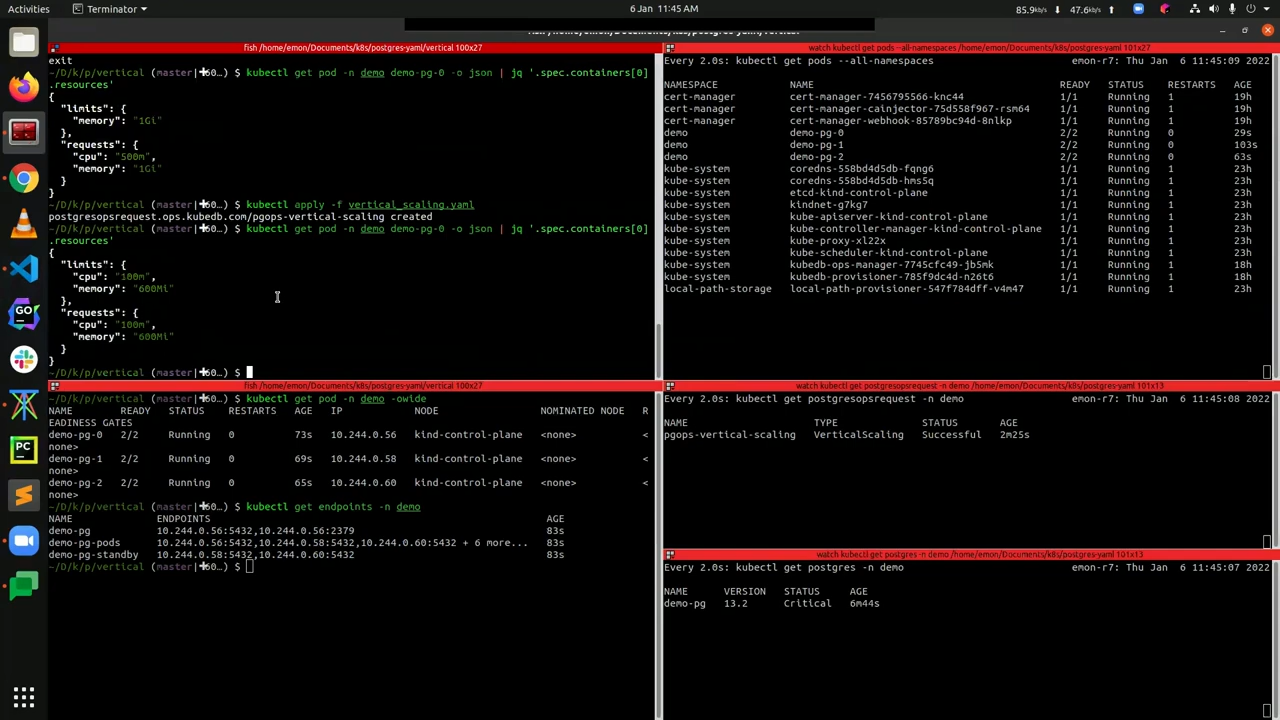 Activities
Terminator
6 Jan 11:45 AM
85.9kb/s
47.6kb/s
fish /home/emon/Documents/k8s/postgres-yaml/vertical 100x27
exit
~/D/k/p/vertical (master|✚60…) $ kubectl get pod -n demo demo-pg-0 -o json | jq '.spec.containers[0]
.resources'
{
"limits": {
"memory": "1Gi"
},
"requests": {
"cpu": "500m",
"memory": "1Gi"
}
}
~/D/k/p/vertical (master|✚60…) $ kubectl apply -f vertical_scaling.yaml
postgresopsrequest.ops.kubedb.com/pgops-vertical-scaling created
~/D/k/p/vertical (master|✚60…) $ kubectl get pod -n demo demo-pg-0 -o json | jq '.spec.containers[0]
.resources'
{
"limits": {
"cpu": "100m",
"memory": "600Mi"
},
"requests": {
"cpu": "100m",
"memory": "600Mi"
}
}
~/D/k/p/vertical (master|✚60…) $
fish /home/emon/Documents/k8s/postgres-yaml/vertical 100x27
~/D/k/p/vertical (master|✚60…) $ kubectl get pod -n demo -owide
NAME READY STATUS RESTARTS AGE IP NODE NOMINATED NODE R
EADINESS GATES
demo-pg-0 2/2 Running 0 73s 10.244.0.56 kind-control-plane <none> <
none>
demo-pg-1 2/2 Running 0 69s 10.244.0.58 kind-control-plane <none> <
none>
demo-pg-2 2/2 Running 0 65s 10.244.0.60 kind-control-plane <none> <
none>
~/D/k/p/vertical (master|✚60…) $ kubectl get endpoints -n demo
NAME ENDPOINTS AGE
demo-pg 10.244.0.56:5432,10.244.0.56:2379 83s
demo-pg-pods 10.244.0.56:5432,10.244.0.58:5432,10.244.0.60:5432 + 6 more... 83s
demo-pg-standby 10.244.0.58:5432,10.244.0.60:5432 83s
~/D/k/p/vertical (master|✚60…) $
watch kubectl get pods --all-namespaces /home/emon/Documents/k8s/postgres-yaml 101x27
Every 2.0s: kubectl get pods --all-namespaces emon-r7: Thu Jan 6 11:45:09 2022
NAMESPACE NAME READY STATUS RESTARTS AGE
cert-manager cert-manager-7456795566-knc44 1/1 Running 1 19h
cert-manager cert-manager-cainjector-75d558f967-rsm64 1/1 Running 1 19h
cert-manager cert-manager-webhook-85789bc94d-8nlkp 1/1 Running 1 19h
demo demo-pg-0 2/2 Running 0 29s
demo demo-pg-1 2/2 Running 0 103s
demo demo-pg-2 2/2 Running 0 63s
kube-system coredns-558bd4d5db-fqng6 1/1 Running 1 23h
kube-system coredns-558bd4d5db-hms5q 1/1 Running 1 23h
kube-system etcd-kind-control-plane 1/1 Running 1 23h
kube-system kindnet-g7kg7 1/1 Running 1 23h
kube-system kube-apiserver-kind-control-plane 1/1 Running 1 23h
kube-system kube-controller-manager-kind-control-plane 1/1 Running 1 23h
kube-system kube-proxy-xl22x 1/1 Running 1 23h
kube-system kube-scheduler-kind-control-plane 1/1 Running 1 23h
kube-system kubedb-ops-manager-7745cfc49-jb5mk 1/1 Running 1 18h
kube-system kubedb-provisioner-785f9dc4d-n26t6 1/1 Running 1 18h
local-path-storage local-path-provisioner-547f784dff-v4m47 1/1 Running 1 23h
watch kubectl get postgresopsrequest -n demo /home/emon/Documents/k8s/postgres-yaml 101x13
Every 2.0s: kubectl get postgresopsrequest -n demo emon-r7: Thu Jan 6 11:45:08 2022
NAME TYPE STATUS AGE
pgops-vertical-scaling VerticalScaling Successful 2m25s
watch kubectl get postgres -n demo /home/emon/Documents/k8s/postgres-yaml 101x13
Every 2.0s: kubectl get postgres -n demo emon-r7: Thu Jan 6 11:45:07 2022
NAME VERSION STATUS AGE
demo-pg 13.2 Critical 6m44s
GO
PC